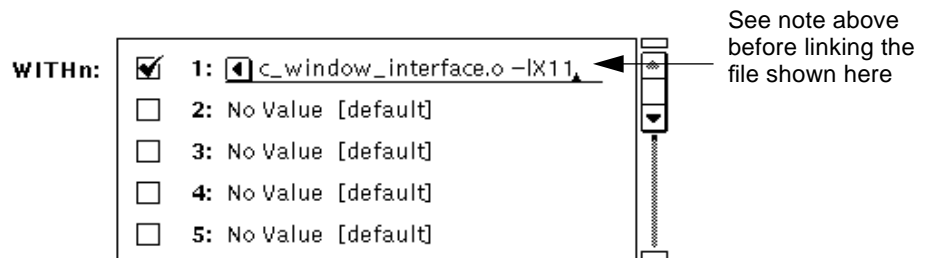 See note above
before linking the
file shown here
WITHn:
1: c_window_interface.o –lX11
2: No Value [default]
3: No Value [default]
4: No Value [default]
5: No Value [default]